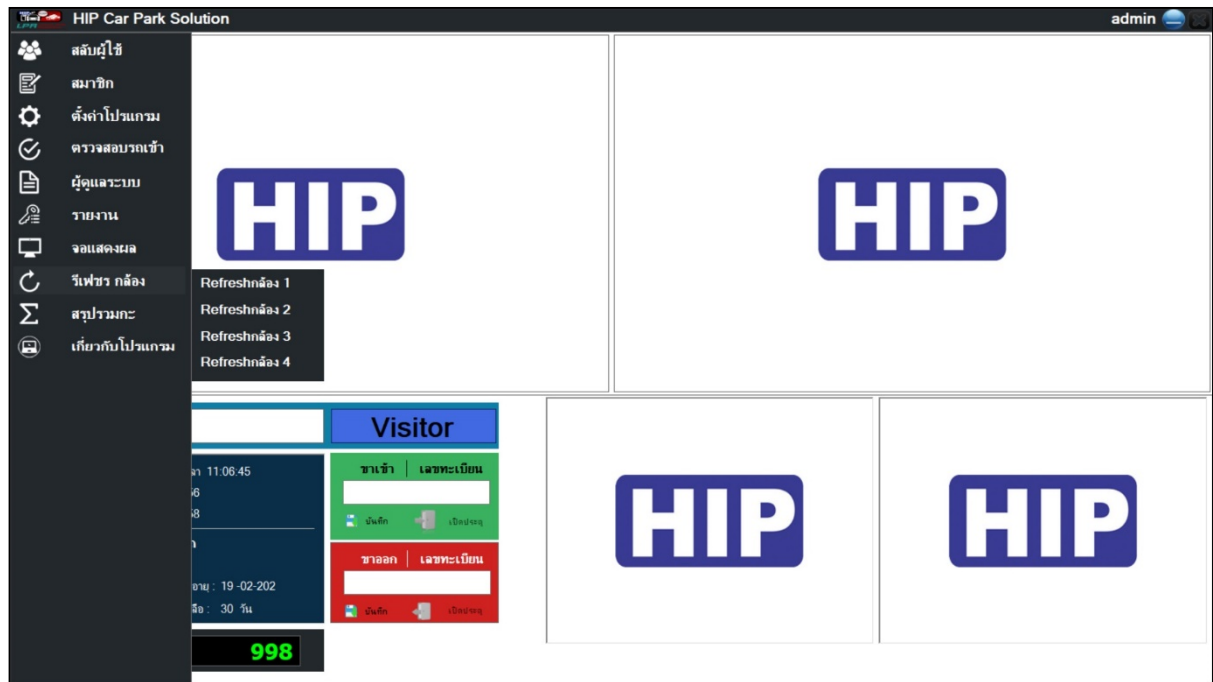 HIP Car Park Solution
admin
สลับผู้ใช้
สมาชิก
ตั้งค่าโปรแกรม
ตรวจสอบรถเข้า
ผู้ดูแลระบบ
รายงาน
จอแสดงผล
รีเฟชร กล้อง
สรุปรวมกะ
เกี่ยวกับโปรแกรม
Refreshกล้อง 1
Refreshกล้อง 2
Refreshกล้อง 3
Refreshกล้อง 4
HIP
HIP
Visitor
11:06:45
ขาเข้า เลขทะเบียน
บันทึก เปิดประตู
ขาออก เลขทะเบียน
บันทึก เปิดประตู
อายุ : 19 -02-202
30 วัน
998
HIP
HIP